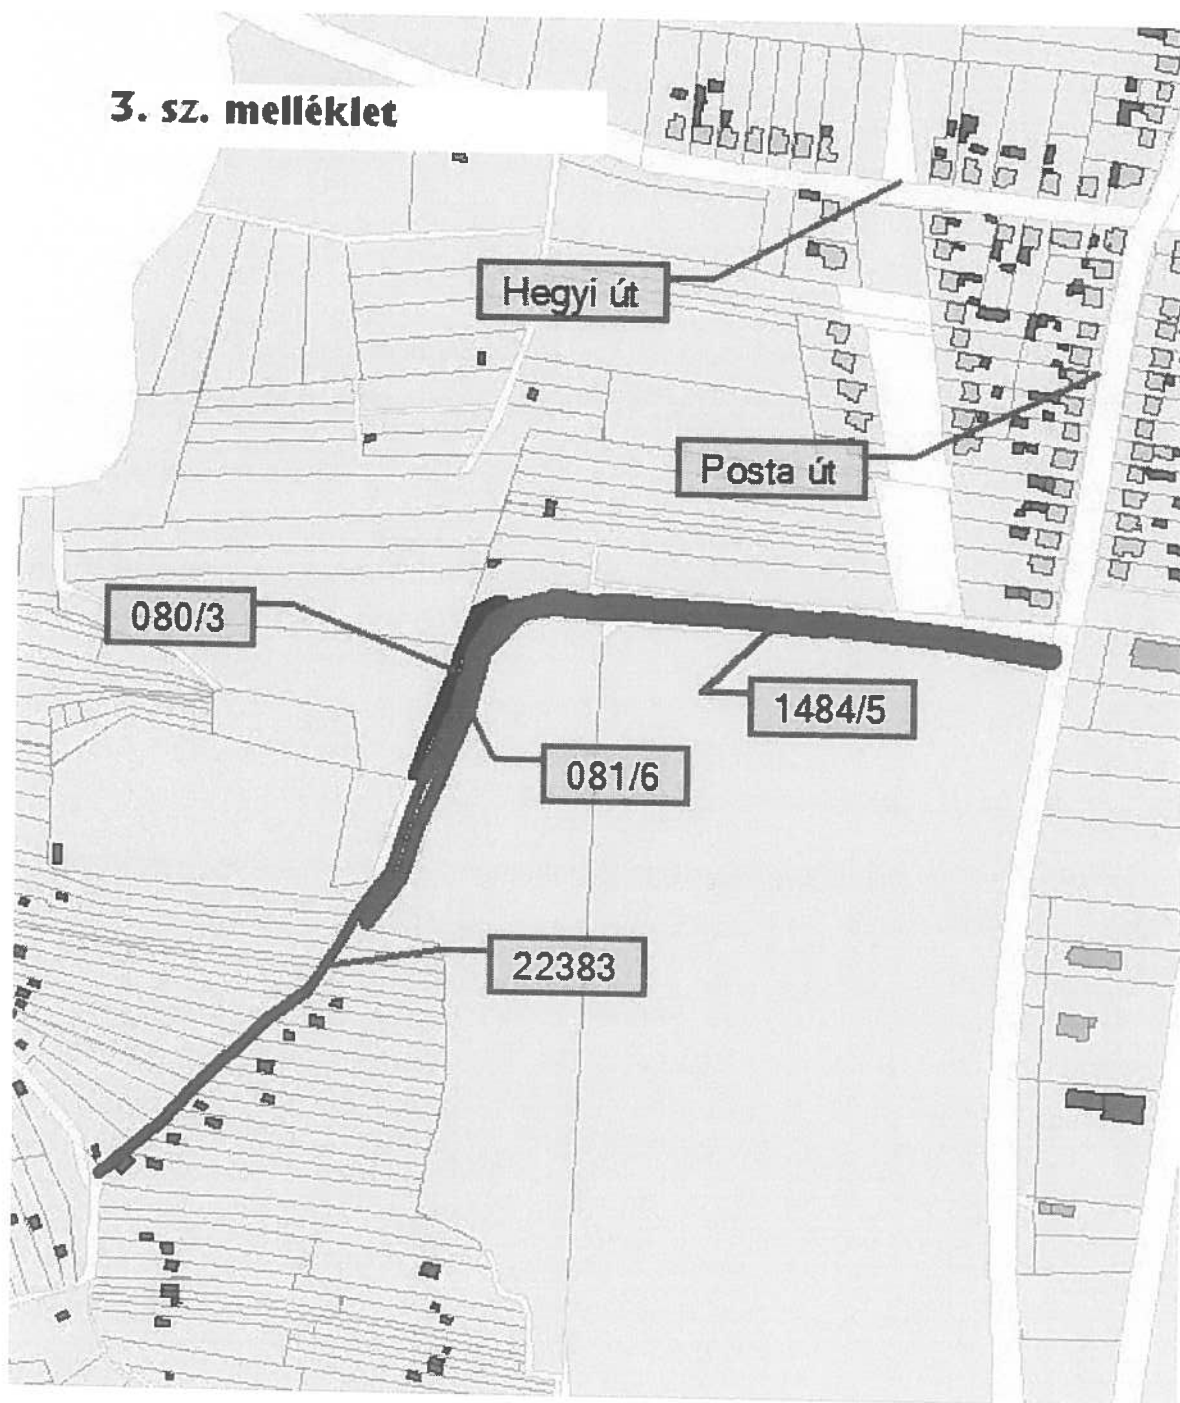 3. sz. melléklet
Hegyi út
Posta út
080/3
1484/5
081/6
22383